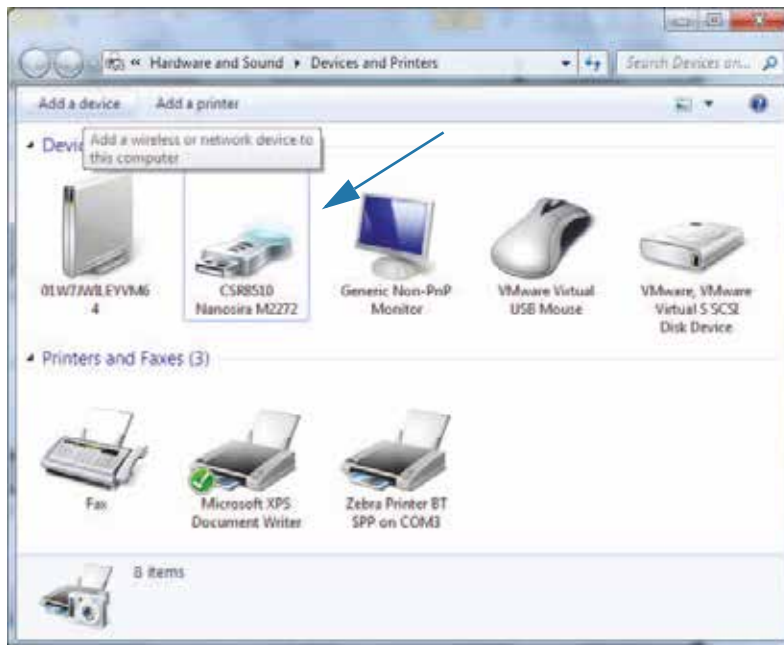 « Hardware and Sound ▸ Devices and Printers
Search Devices an...
Add a device Add a printer
Devic
Add a wireless or network device to
this computer
01W7JWILEYVM6
4
CSR8510
Nanosira M2272
Generic Non-PnP
Monitor
VMware Virtual
USB Mouse
VMware, VMware
Virtual S SCSI
Disk Device
Printers and Faxes (3)
Fax
Microsoft XPS
Document Writer
Zebra Printer BT
SPP on COM3
8 items